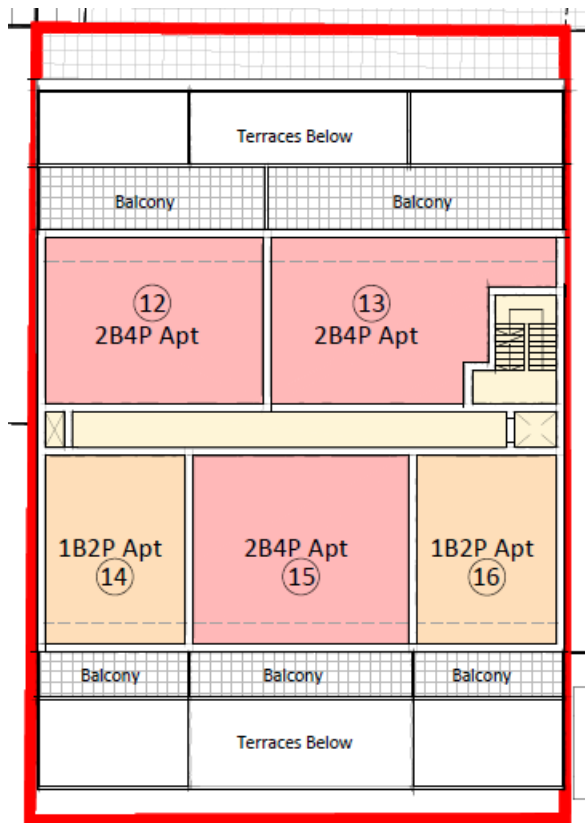 Terraces Below
Balcony
Balcony
12
2B4P Apt
13
2B4P Apt
1B2P Apt
14
2B4P Apt
15
1B2P Apt
16
Balcony
Balcony
Balcony
Terraces Below